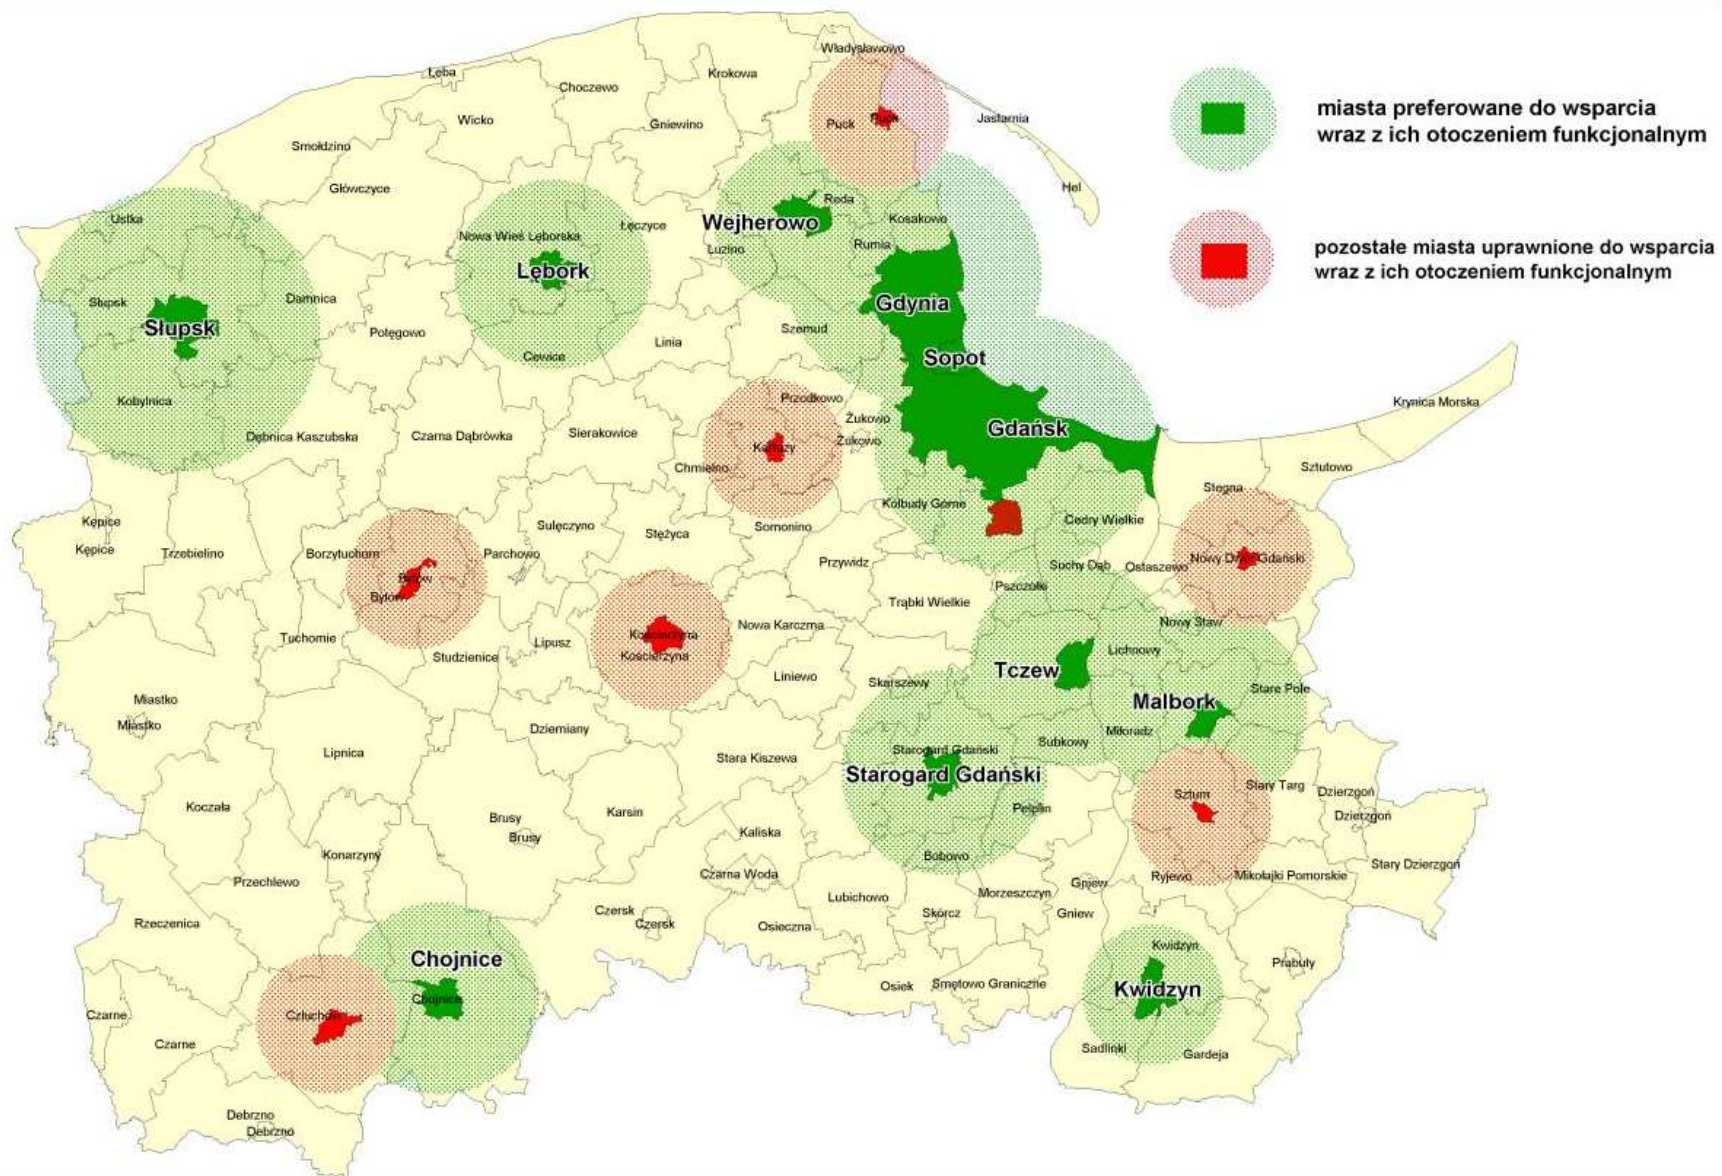 Władysławowo
Łeba
Krokowa
Choczewo
miasta preferowane do wsparcia
wraz z ich otoczeniem funkcjonalnym
Wicko
Gniewino
Puck
Puck
Jastarnia
Smołdzino
Główczyce
Hel
Ustka
Łęczyce
Reda
Kosakowo
Wejherowo
Nowa Wieś Lęborska
Luzino
Rumia
pozostałe miasta uprawnione do wsparcia
wraz z ich otoczeniem funkcjonalnym
Lębork
Słupsk
Damnica
Gdynia
Słupsk
Potęgowo
Szemud
Linia
Cewice
Sopot
Kobylnica
Przodkowo
Krynica Morska
Żukowo
Gdańsk
Dębnica Kaszubska
Czarna Dąbrówka
Sierakowice
Żukowo
Kartuzy
Chmielno
Sztutowo
Stegna
Kolbudy Górne
Cedry Wielkie
Kępice
Sulęczyno
Stężyca
Somonino
Kępice
Trzebielino
Borzytuchom
Parchowo
Przywidz
Suchy Dąb
Ostaszewo
Nowy Dwór Gdański
Bytów
Bytów
Pszczółki
Trąbki Wielkie
Nowy Staw
Tuchomie
Lipusz
Kościerzyna
Nowa Karczma
Kościerzyna
Studzienice
Lichnowy
Tczew
Liniewo
Skarszewy
Stare Pole
Miastko
Malbork
Miastko
Dziemiany
Miłoradz
Subkowy
Lipnica
Stara Kiszewa
Starogard Gdański
Starogard Gdański
Stary Targ
Dzierzgoń
Sztum
Koczała
Karsin
Pelplin
Dzierzgoń
Brusy
Brusy
Kaliska
Konarzyny
Bobowo
Stary Dzierzgoń
Czarna Woda
Ryjewo
Mikołajki Pomorskie
Przechlewo
Gniew
Morzeszczyn
Lubichowo
Rzeczenica
Czersk
Czersk
Skórcz
Gniew
Osieczna
Kwidzyn
Chojnice
Prabuty
Osiek
Smętowo Graniczne
Kwidzyn
Chojnice
Człuchów
Czarne
Czarne
Sadlinki
Gardeja
Debrzno
Debrzno